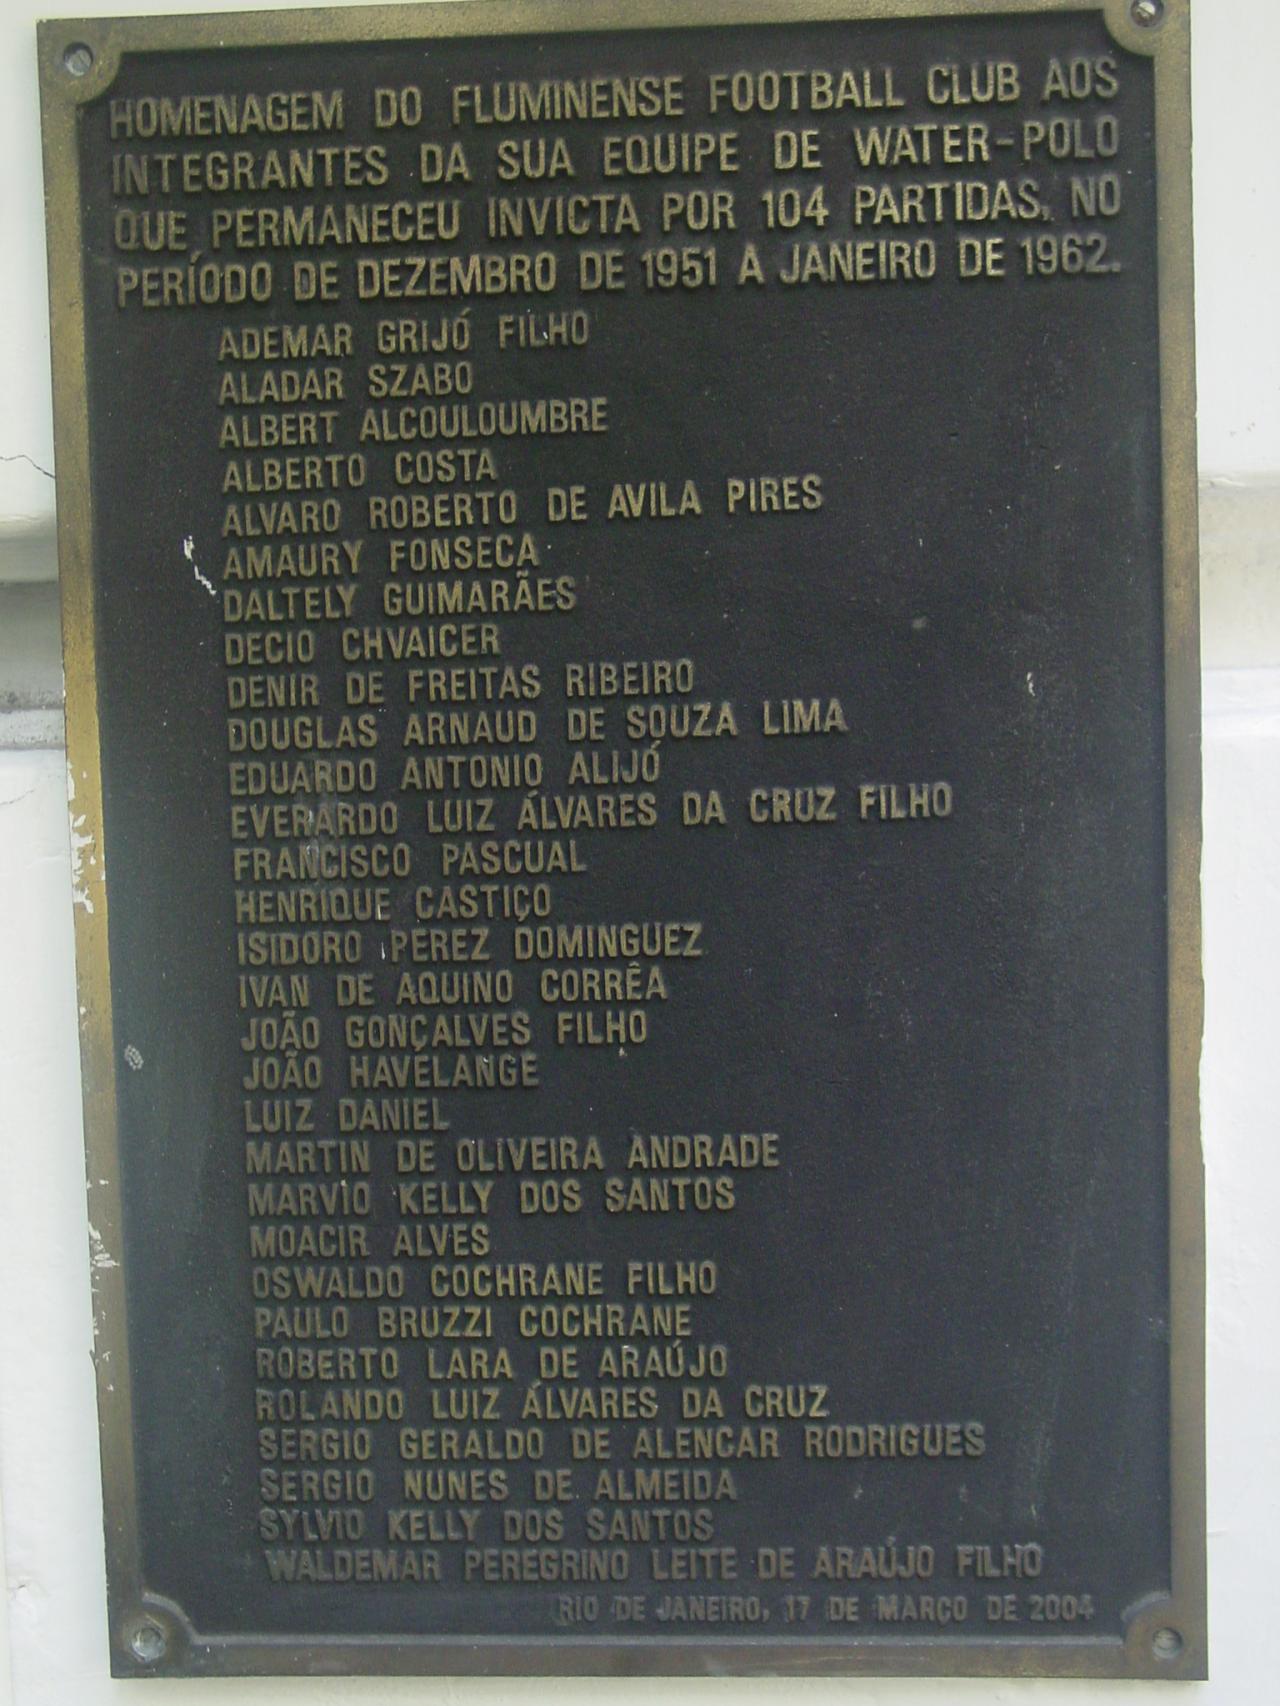 HOMENAGEM DO FLUMINENSE FOOTBALL CLUB AOS
INTEGRANTES DA SUA EQUIPE DE WATER-POLO
QUE PERMANECEU INVICTA POR 104 PARTIDAS, NO
PERÍODO DE DEZEMBRO DE 1951 A JANEIRO DE 1962.
ADEMAR GRIJÓ FILHO
ALADAR SZABO
ALBERT ALCOULOUMBRE
ALBERTO COSTA
ALVARO ROBERTO DE AVILA PIRES
AMAURY FONSECA
DALTELY GUIMARÃES
DECIO CHVAICER
DENIR DE FREITAS RIBEIRO
DOUGLAS ARNAUD DE SOUZA LIMA
EDUARDO ANTONIO ALIJÓ
EVERARDO LUIZ ÁLVARES DA CRUZ FILHO
FRANCISCO PASCUAL
HENRIQUE CASTIÇO
ISIDORO PEREZ DOMINGUEZ
IVAN DE AQUINO CORRÊA
JOÃO GONÇALVES FILHO
JOÃO HAVELANGE
LUIZ DANIEL
MARTIN DE OLIVEIRA ANDRADE
MARVIO KELLY DOS SANTOS
MOACIR ALVES
OSWALDO COCHRANE FILHO
PAULO BRUZZI COCHRANE
ROBERTO LARA DE ARAÚJO
ROLANDO LUIZ ÁLVARES DA CRUZ
SERGIO GERALDO DE ALENCAR RODRIGUES
SERGIO NUNES DE ALMEIDA
SYLVIO KELLY DOS SANTOS
WALDEMAR PEREGRINO LEITE DE ARAÚJO FILHO
RIO DE JANEIRO, 17 DE MARÇO DE 2004